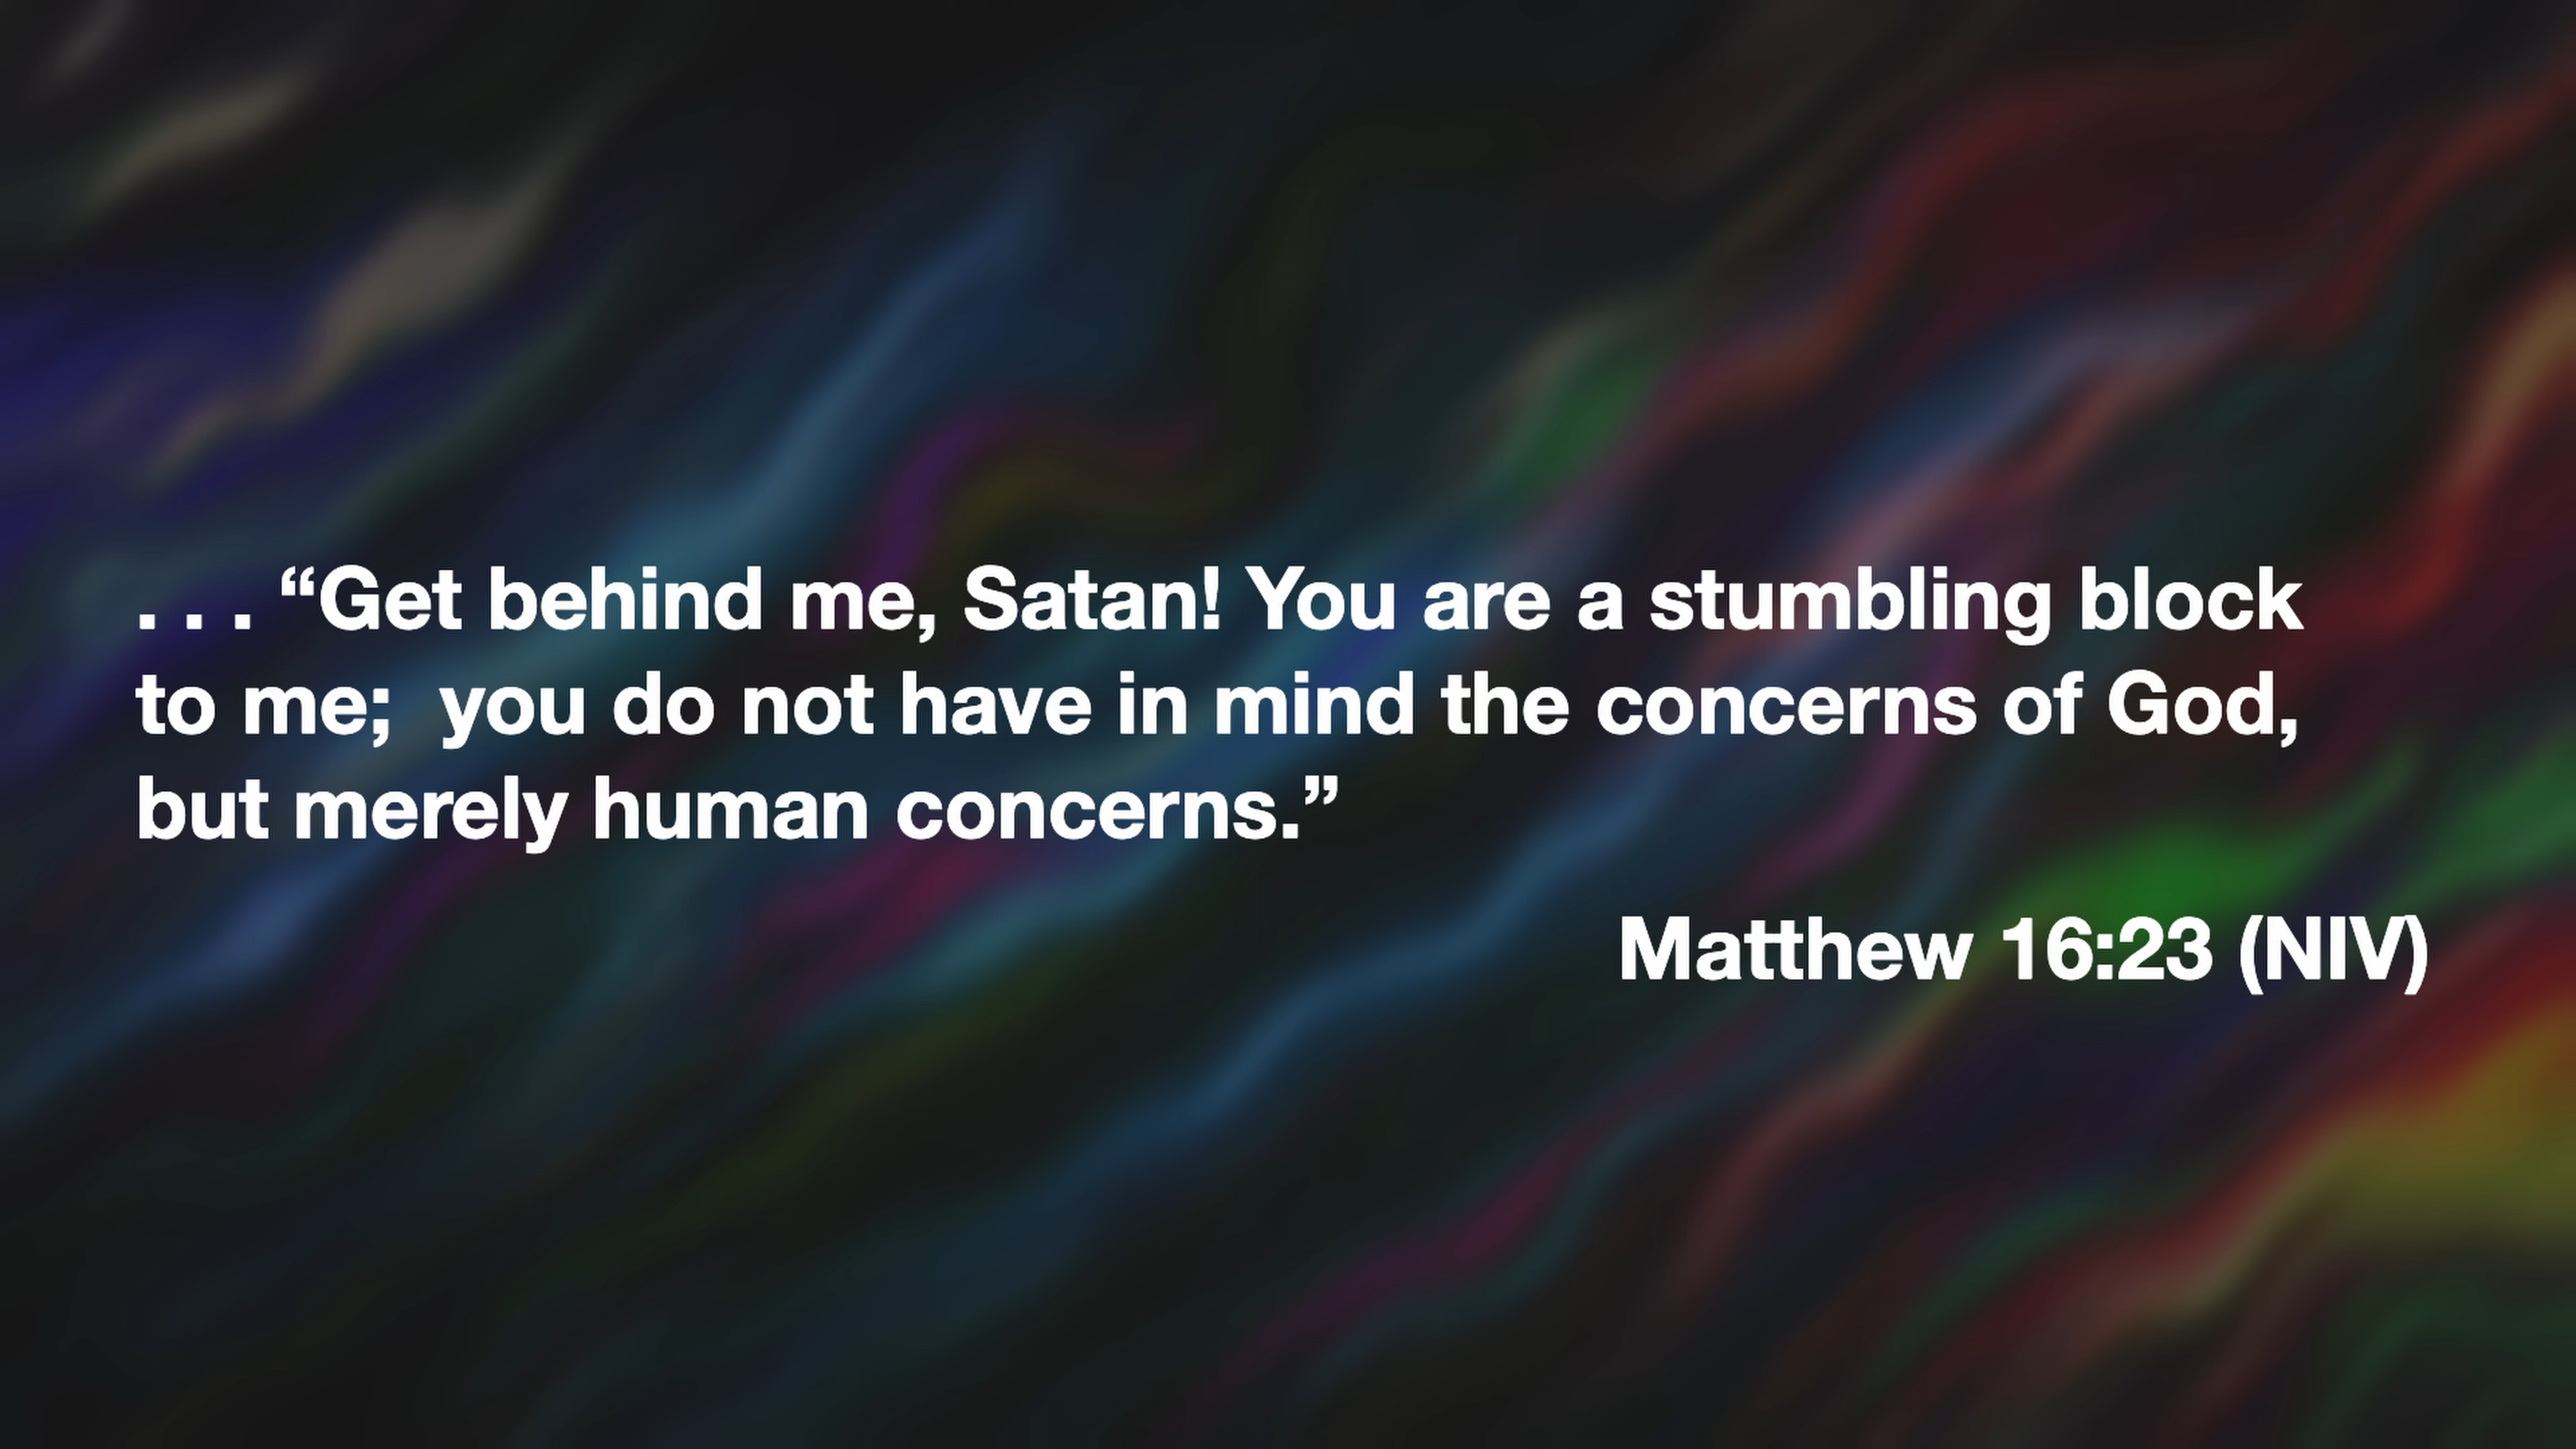 . . . “Get behind me, Satan! You are a stumbling block
to me;  you do not have in mind the concerns of God,
but merely human concerns.”
Matthew 16:23 (NIV)